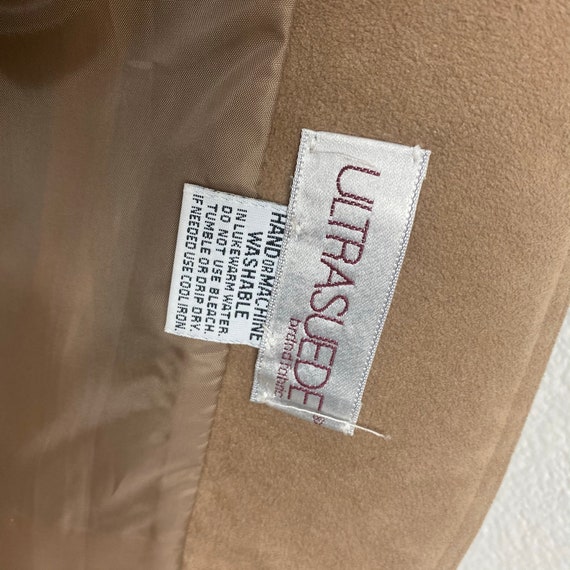 ULTRASUEDE®
brand fabric
HAND OR MACHINE
WASHABLE
IN LUKEWARM WATER.
DO NOT USE BLEACH.
TUMBLE OR DRIP DRY.
IF NEEDED USE COOL IRON.